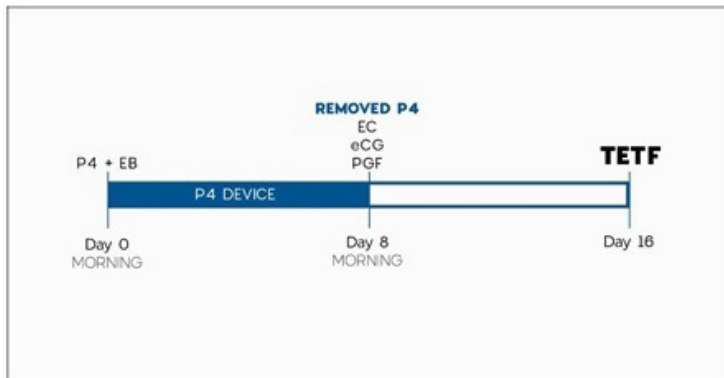 REMOVED P4
EC
eCG
PGF
P4 + EB
TETF
P4 DEVICE
Day 0
MORNING
Day 8
MORNING
Day 16